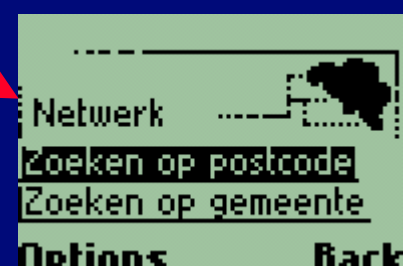 Netwerk
Zoeken op postcode
Zoeken op gemeente
Options Back